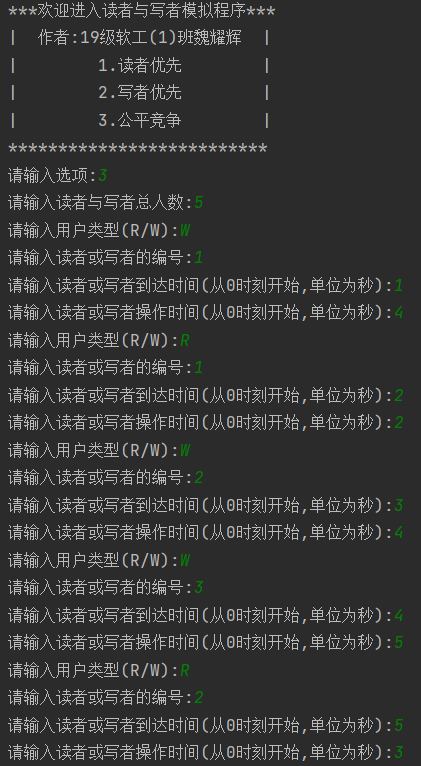 ***欢迎进入读者与写者模拟程序***
|  作者:19级软工(1)班魏耀辉  |
|        1.读者优先        |
|        2.写者优先        |
|        3.公平竞争        |
**************************
请输入选项:3
请输入读者与写者总人数:5
请输入用户类型(R/W):W
请输入读者或写者的编号:1
请输入读者或写者到达时间(从0时刻开始,单位为秒):1
请输入读者或写者操作时间(从0时刻开始,单位为秒):4
请输入用户类型(R/W):R
请输入读者或写者的编号:1
请输入读者或写者到达时间(从0时刻开始,单位为秒):2
请输入读者或写者操作时间(从0时刻开始,单位为秒):2
请输入用户类型(R/W):W
请输入读者或写者的编号:2
请输入读者或写者到达时间(从0时刻开始,单位为秒):3
请输入读者或写者操作时间(从0时刻开始,单位为秒):4
请输入用户类型(R/W):W
请输入读者或写者的编号:3
请输入读者或写者到达时间(从0时刻开始,单位为秒):4
请输入读者或写者操作时间(从0时刻开始,单位为秒):5
请输入用户类型(R/W):R
请输入读者或写者的编号:2
请输入读者或写者到达时间(从0时刻开始,单位为秒):5
请输入读者或写者操作时间(从0时刻开始,单位为秒):3